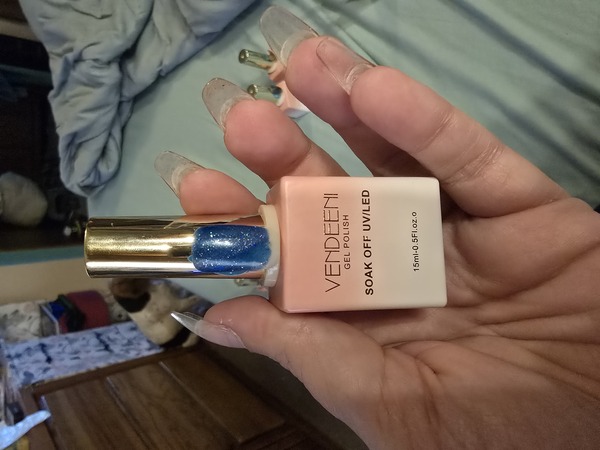 VENDEENI
GEL POLISH
SOAK OFF UV/LED
15ml-0.5Fl.oz.o